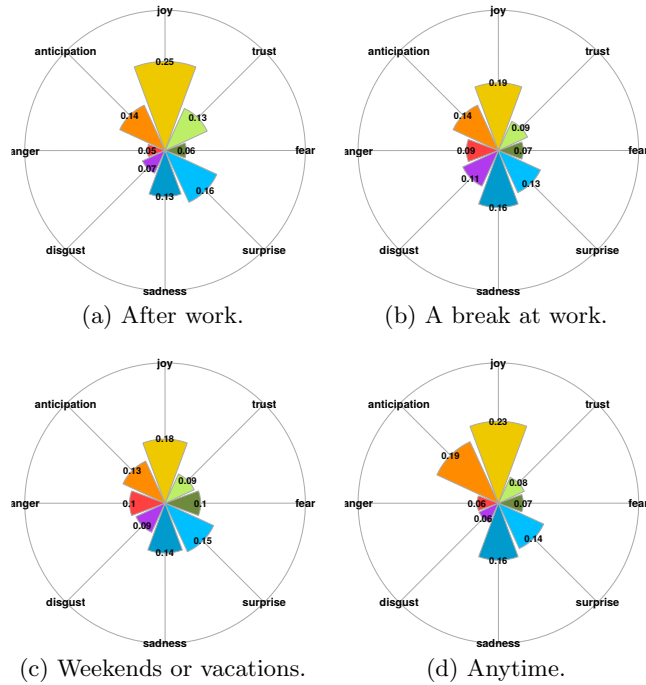 joy joy
anticipation trust anticipation trust
0.25
0.19
0.14 0.13 0.14 0.09
anger 0.05 0.06 fear anger 0.09 0.07 fear
0.07 0.11
0.13 0.16 0.16 0.13
disgust surprise disgust surprise
sadness sadness
(a) After work. (b) A break at work.
joy joy
anticipation trust anticipation trust
0.18 0.23
0.13 0.09 0.19 0.08
anger 0.1 0.1 fear anger 0.06 0.07 fear
0.09 0.06
0.14 0.15 0.16 0.14
disgust surprise disgust surprise
sadness sadness
(c) Weekends or vacations. (d) Anytime.